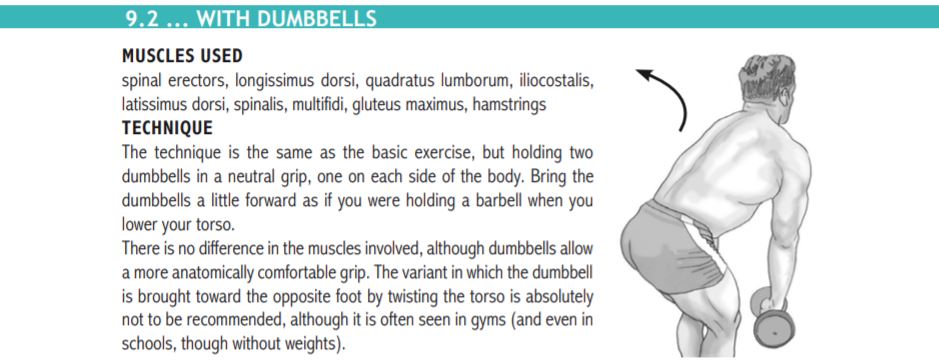 9.2 ... WITH DUMBBELLS
MUSCLES USED
spinal erectors, longissimus dorsi, quadratus lumborum, iliocostalis,
latissimus dorsi, spinalis, multifidi, gluteus maximus, hamstrings
TECHNIQUE
The technique is the same as the basic exercise, but holding two
dumbbells in a neutral grip, one on each side of the body. Bring the
dumbbells a little forward as if you were holding a barbell when you
lower your torso.
There is no difference in the muscles involved, although dumbbells allow
a more anatomically comfortable grip. The variant in which the dumbbell
is brought toward the opposite foot by twisting the torso is absolutely
not to be recommended, although it is often seen in gyms (and even in
schools, though without weights).